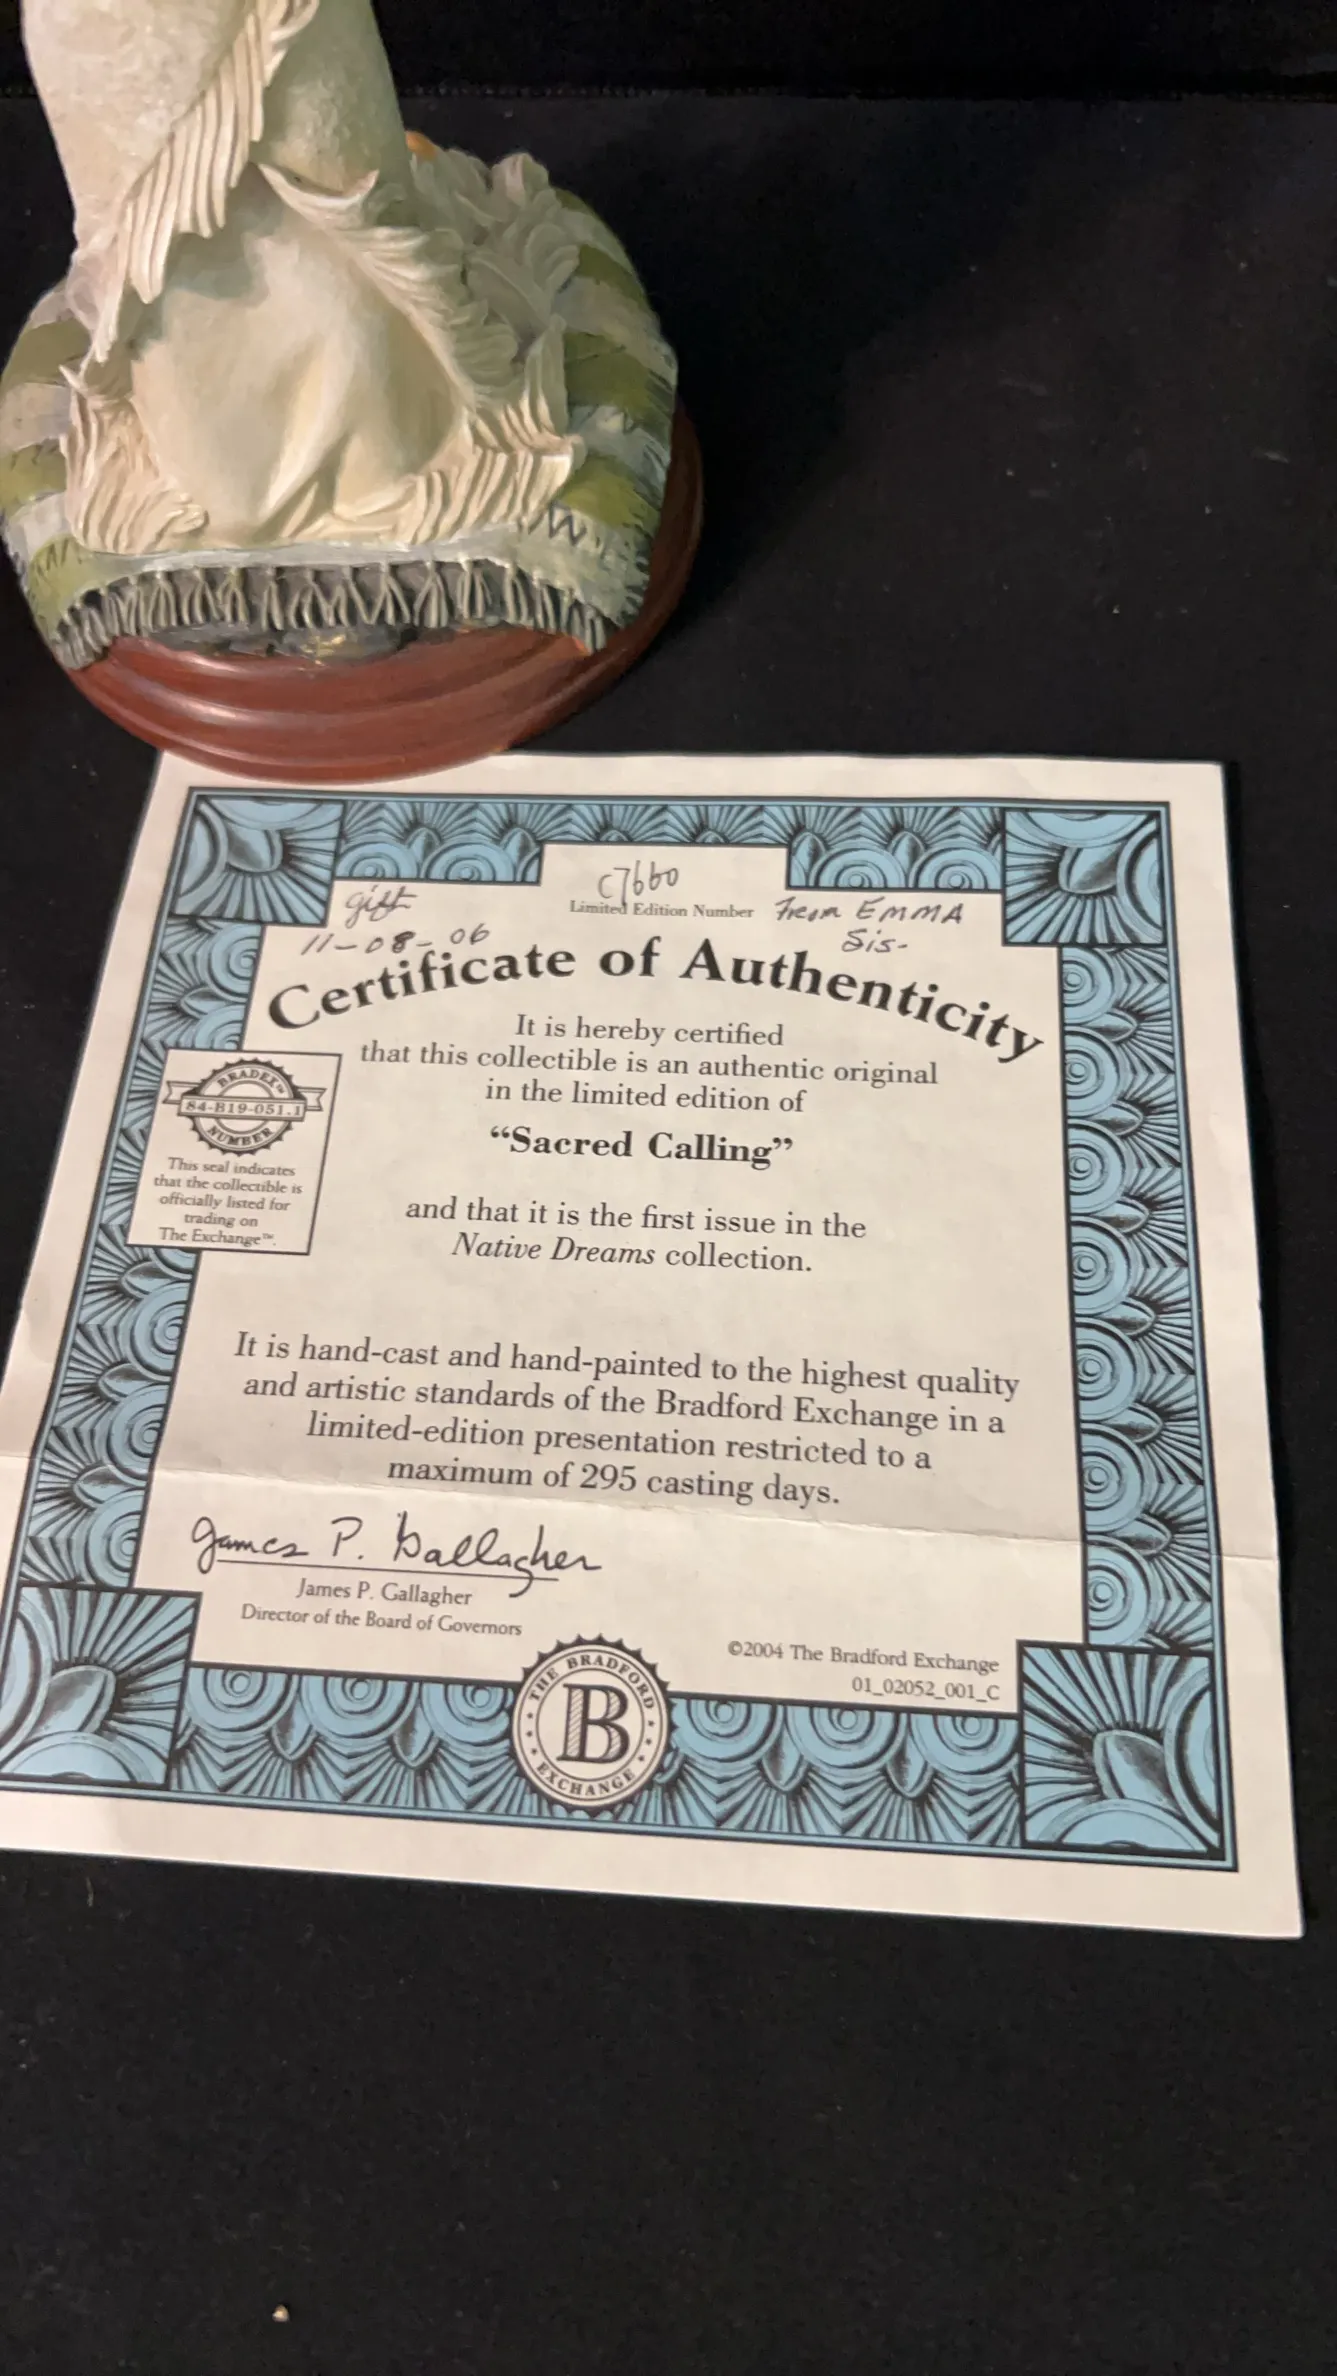 C7660
Limited Edition Number
gift
11-08-06
From EMMA
Sis-
Certificate of Authenticity
It is hereby certified
that this collectible is an authentic original
in the limited edition of
“Sacred Calling”
and that it is the first issue in the
Native Dreams collection.
BRADEX™
84-B19-051.1
NUMBER
This seal indicates
that the collectible is
officially listed for
trading on
The Exchange™.
It is hand-cast and hand-painted to the highest quality
and artistic standards of the Bradford Exchange in a
limited-edition presentation restricted to a
maximum of 295 casting days.
James P. Gallagher
James P. Gallagher
Director of the Board of Governors
©2004 The Bradford Exchange
01_02052_001_C
THE BRADFORD
B
EXCHANGE